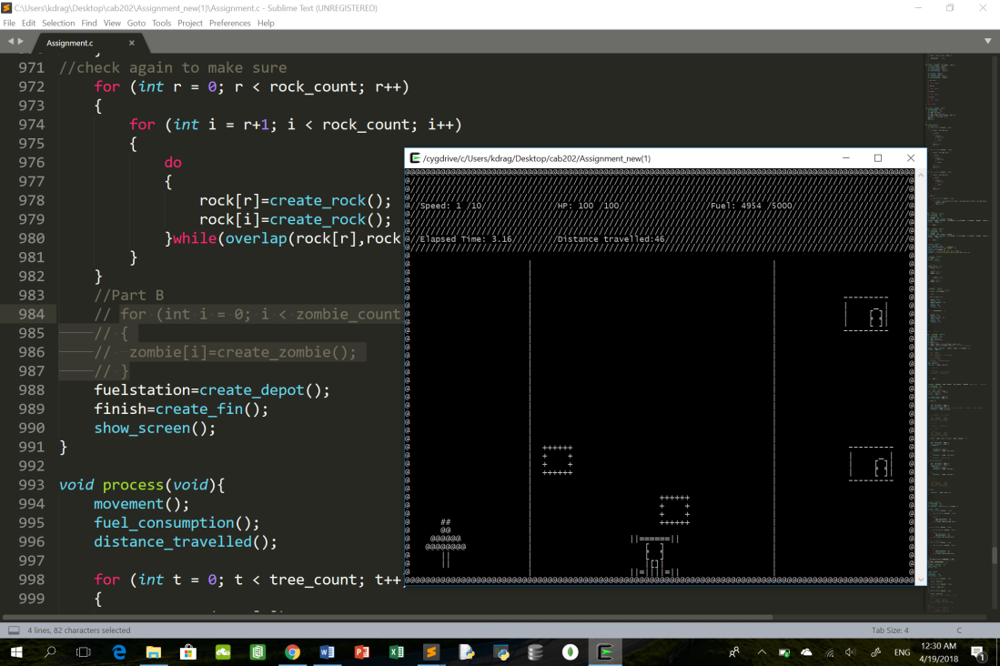 C:\Users\kdrag\Desktop\cab202\Assignment_new(1)\Assignment.c - Sublime Text (UNREGISTERED)
File Edit Selection Find View Goto Tools Project Preferences Help
Assignment.c
971 //check again to make sure
972 for (int r = 0; r < rock_count; r++)
973 {
974 for (int i = r+1; i < rock_count; i++)
975 {
976 do
977 {
978 rock[r]=create_rock();
979 rock[i]=create_rock();
980 }while(overlap(rock[r],rock
981 }
982 }
983 //Part B
984 // for (int i = 0; i < zombie_count
985 // {
986 // zombie[i]=create_zombie();
987 // }
988 fuelstation=create_depot();
989 finish=create_fin();
990 show_screen();
991 }
992
993 void process(void){
994 movement();
995 fuel_consumption();
996 distance_travelled();
997
998 for (int t = 0; t < tree_count; t++
999 {
/cygdrive/c/Users/kdrag/Desktop/cab202/Assignment_new(1)
Speed: 1 /10 HP: 100 /100 Fuel: 4954 /5000
Elapsed Time: 3.16 Distance travelled:46
4 lines, 82 characters selected
Tab Size: 4
C
ENG
12:30 AM
4/19/2018
1